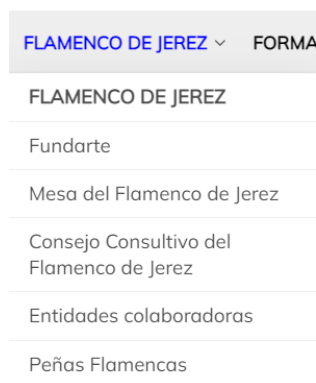 FLAMENCO DE JEREZ FORMA
FLAMENCO DE JEREZ
Fundarte
Mesa del Flamenco de Jerez
Consejo Consultivo del
Flamenco de Jerez
Entidades colaboradoras
Peñas Flamencas